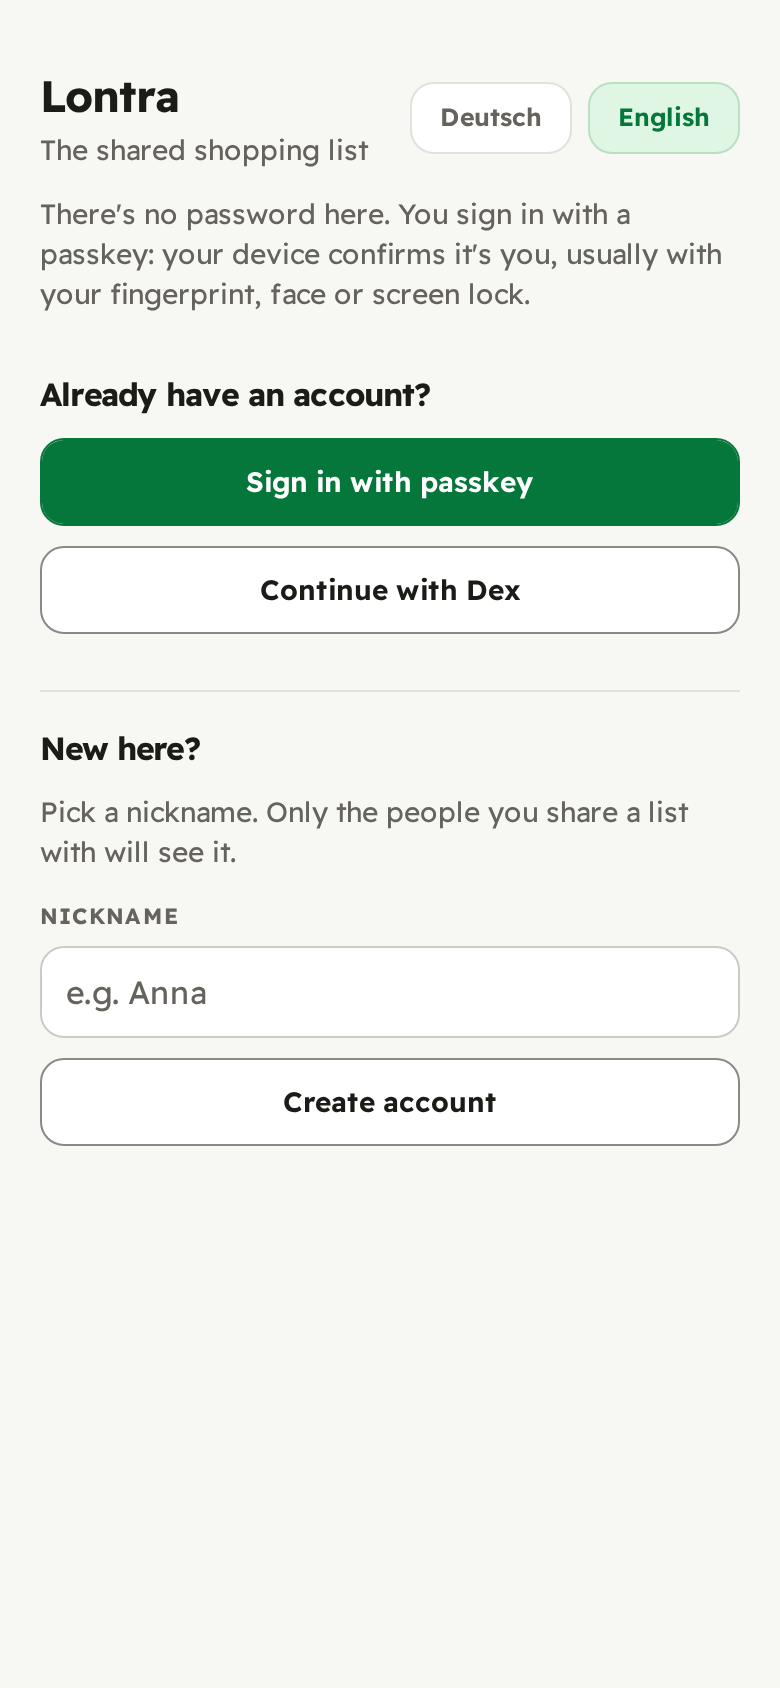 Lontra
The shared shopping list
Deutsch
English
There's no password here. You sign in with a
passkey: your device confirms it's you, usually with
your fingerprint, face or screen lock.
Already have an account?
Sign in with passkey
Continue with Dex
New here?
Pick a nickname. Only the people you share a list
with will see it.
NICKNAME
e.g. Anna
Create account